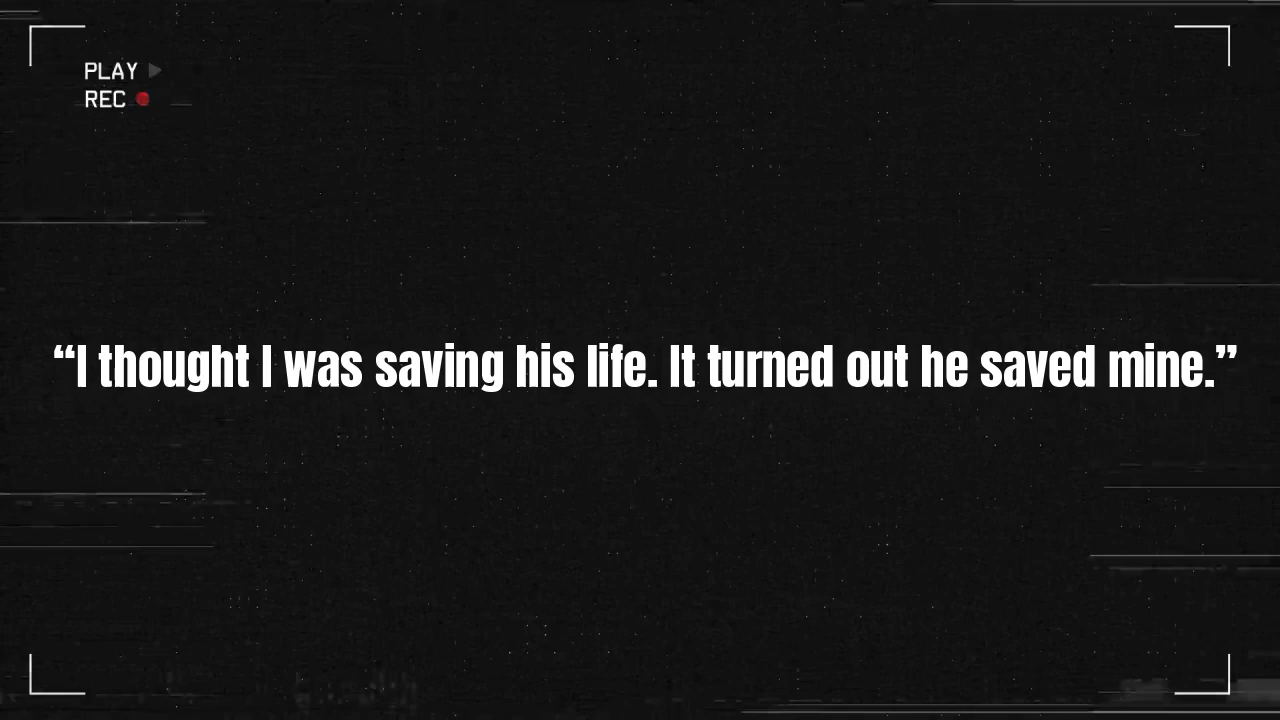 PLAY
REC
“I thought I was saving his life. It turned out he saved mine.”